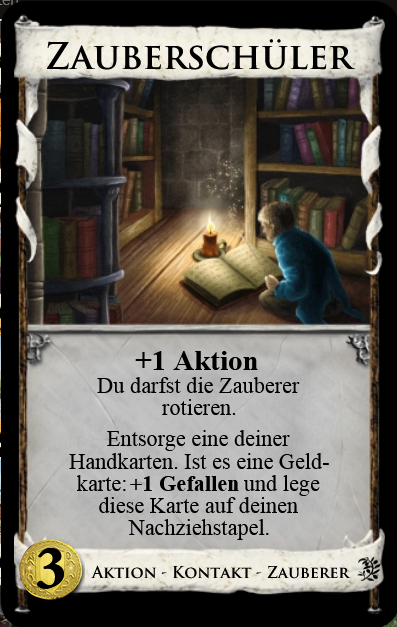 ZAUBERSCHÜLER
+1 Aktion
Du darfst die Zauberer
rotieren.
Entsorge eine deiner
Handkarten. Ist es eine Geld-
karte: +1 Gefallen und lege
diese Karte auf deinen
Nachziehstapel.
3 AKTION - KONTAKT - ZAUBERER